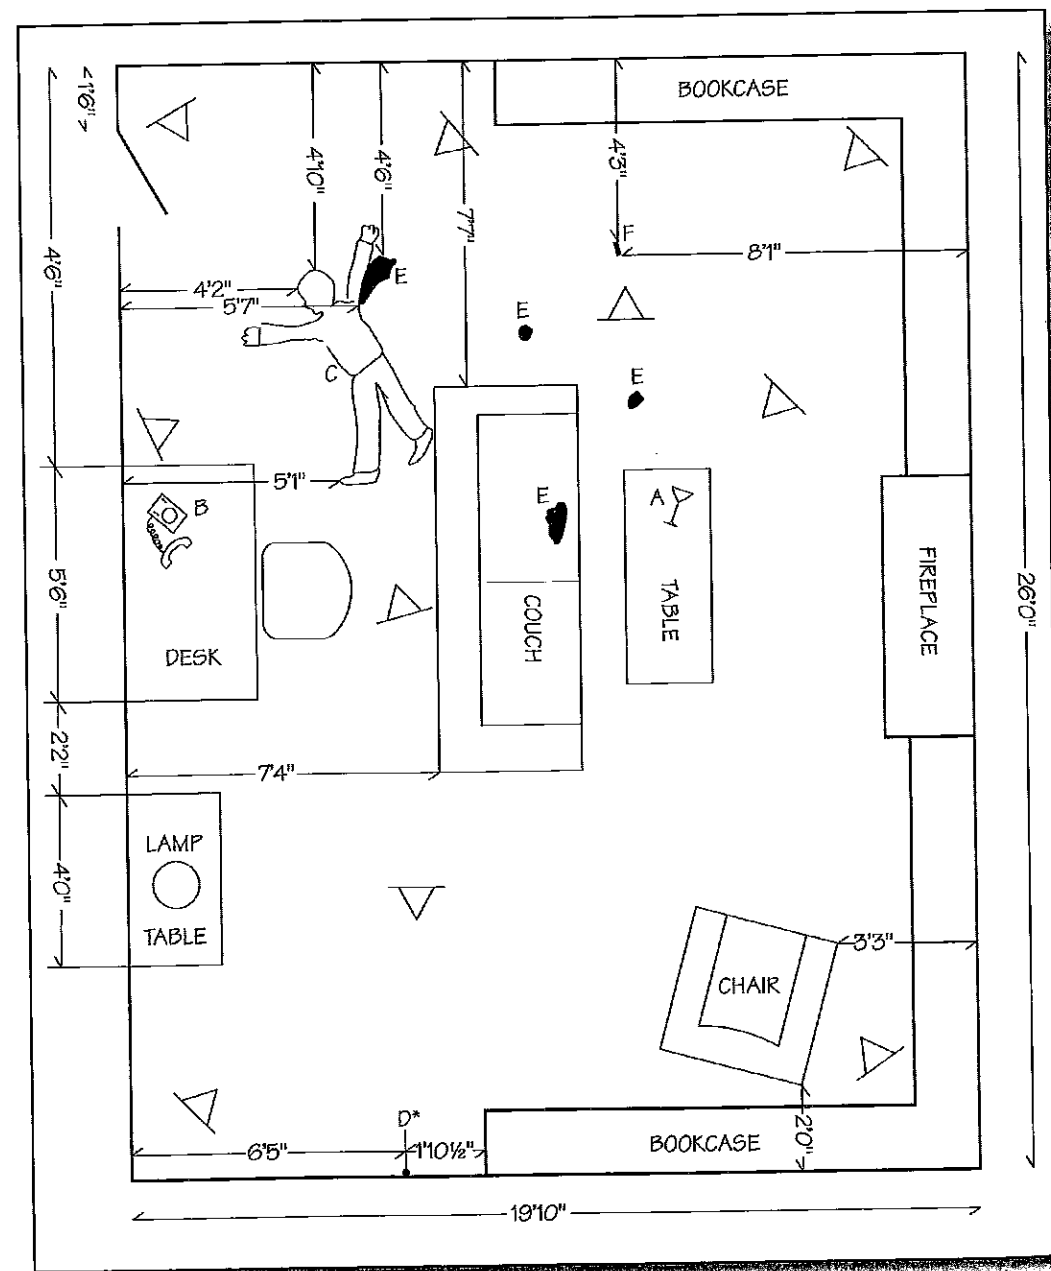 BOOKCASE
1'6"
4'10"
4'6"
7'7"
4'3"
F
8'1"
4'6"
4'2"
5'7"
E
E
C
E
5'1"
B
E
A
5'6"
DESK
COUCH
TABLE
FIREPLACE
26'0"
2'2"
7'4"
4'0"
LAMP
TABLE
3'3"
CHAIR
D*
6'5"
1'10½"
BOOKCASE
2'0"
19'10"